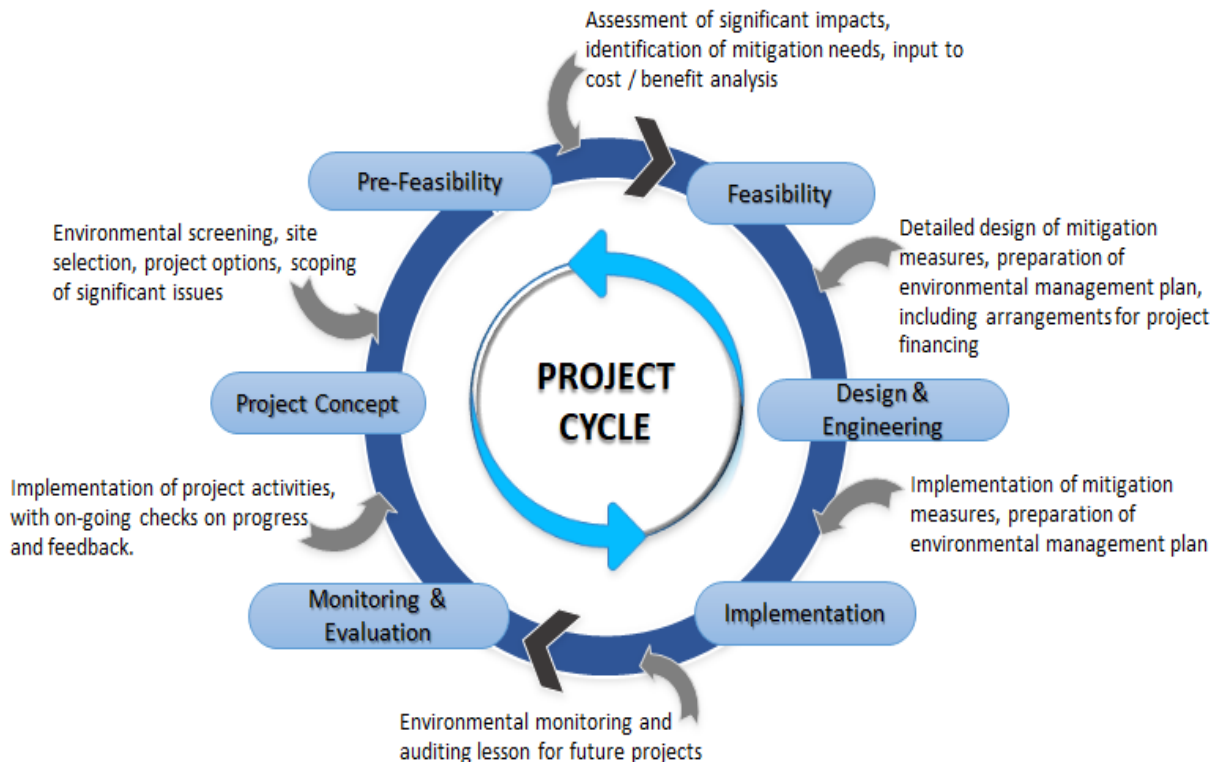 Assessment of significant impacts,
identification of mitigation needs, input to
cost / benefit analysis
Pre-Feasibility
Feasibility
Environmental screening, site
selection, project options, scoping
of significant issues
Detailed design of mitigation
measures, preparation of
environmental management plan,
including arrangements for project
financing
PROJECT
CYCLE
Project Concept
Design &
Engineering
Implementation of project activities,
with on-going checks on progress
and feedback.
Implementation of mitigation
measures, preparation of
environmental management plan
Monitoring &
Evaluation
Implementation
Environmental monitoring and
auditing lesson for future projects